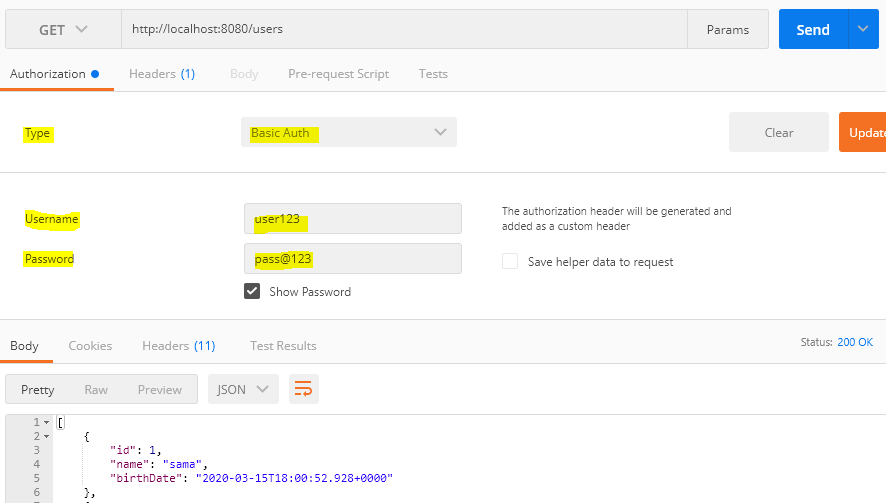 GET http://localhost:8080/users Params Send
Authorization Headers (1) Body Pre-request Script Tests
Type Basic Auth Clear Update
Username user123 The authorization header will be generated and
added as a custom header
Password pass@123 Save helper data to request
Show Password
Body Cookies Headers (11) Test Results Status: 200 OK
Pretty Raw Preview JSON
1 [
2 {
3 "id": 1,
4 "name": "sama",
5 "birthDate": "2020-03-15T18:00:52.928+0000"
6 },